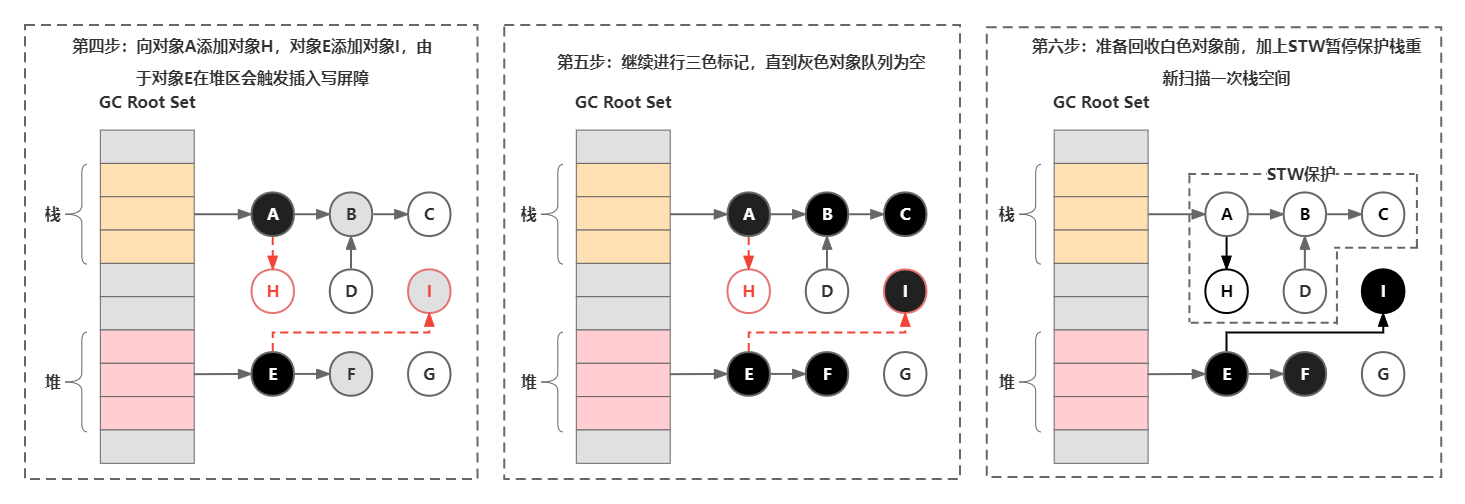 第四步：向对象A添加对象H，对象E添加对象I，由
于对象E在堆区会触发插入写屏障
GC Root Set
栈
A
B
C
H
D
I
堆
E
F
G
第五步：继续进行三色标记，直到灰色对象队列为空
GC Root Set
栈
A
B
C
H
D
I
堆
E
F
G
第六步：准备回收白色对象前，加上STW暂停保护栈重
新扫描一次栈空间
GC Root Set
STW保护
栈
A
B
C
H
D
I
堆
E
F
G